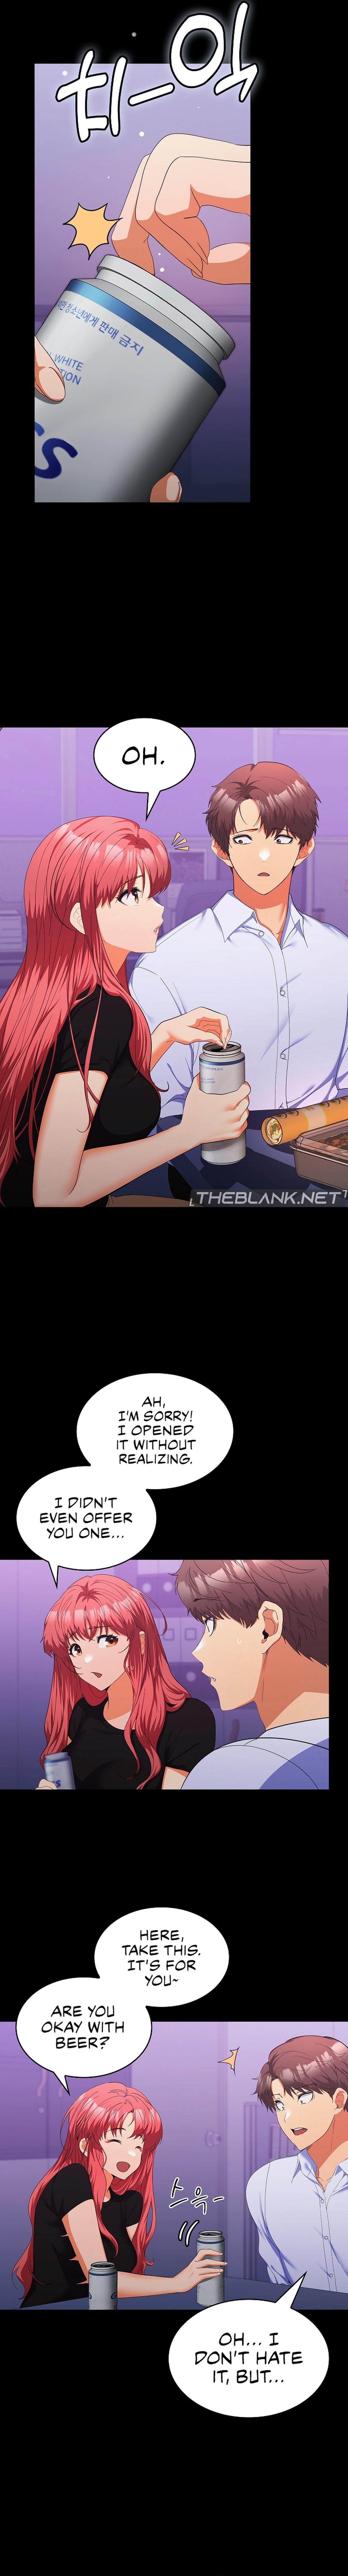 치-익
청소년에게 판매 금지
WHITE
OH.
THEBLANK.NET
AH,
I'M SORRY!
I OPENED
IT WITHOUT
REALIZING.
I DIDN'T
EVEN OFFER
YOU ONE...
HERE,
TAKE THIS.
IT'S FOR
YOU~
ARE YOU
OKAY WITH
BEER?
스윽-
OH... I
DON'T HATE
IT, BUT...